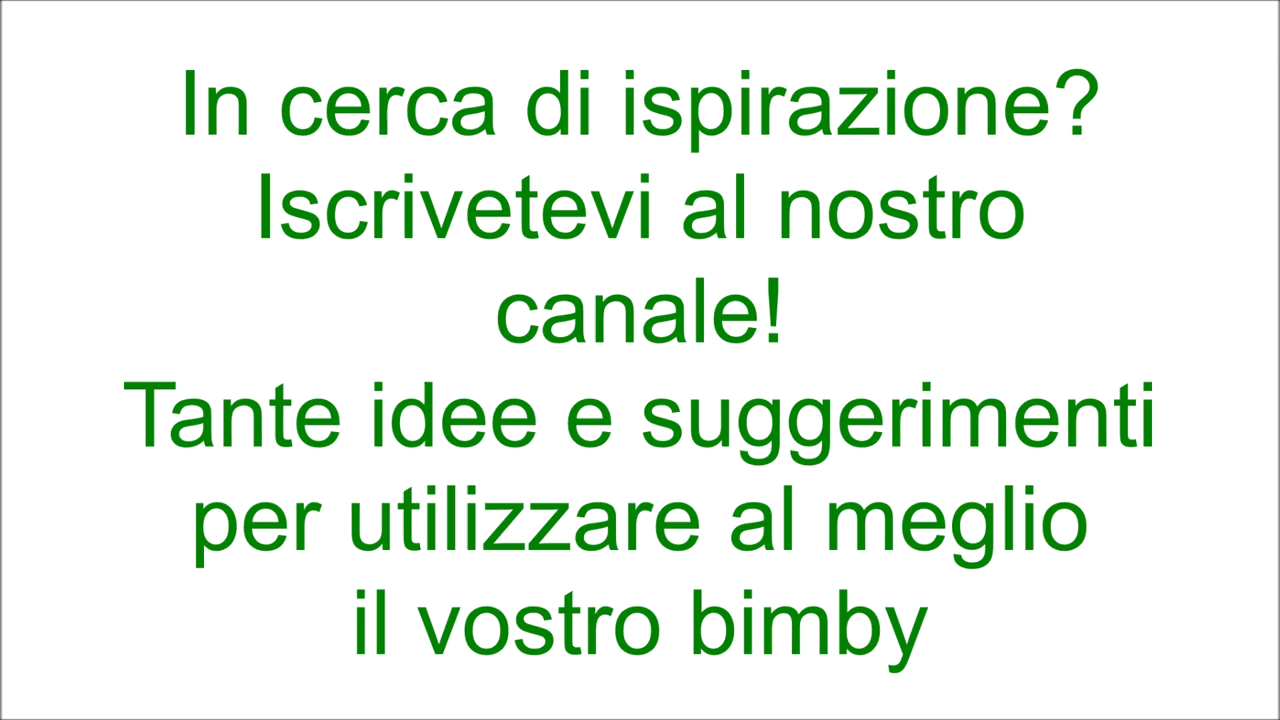 In cerca di ispirazione?
Iscrivetevi al nostro
canale!
Tante idee e suggerimenti
per utilizzare al meglio
il vostro bimby